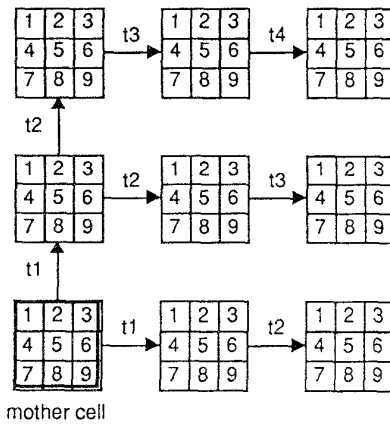 1 2 3 t3 1 2 3 t4 1 2 3
4 5 6 4 5 6 4 5 6
7 8 9 7 8 9 7 8 9
t2
1 2 3 t2 1 2 3 t3 1 2 3
4 5 6 4 5 6 4 5 6
7 8 9 7 8 9 7 8 9
t1
1 2 3 t1 1 2 3 t2 1 2 3
4 5 6 4 5 6 4 5 6
7 8 9 7 8 9 7 8 9
mother cell